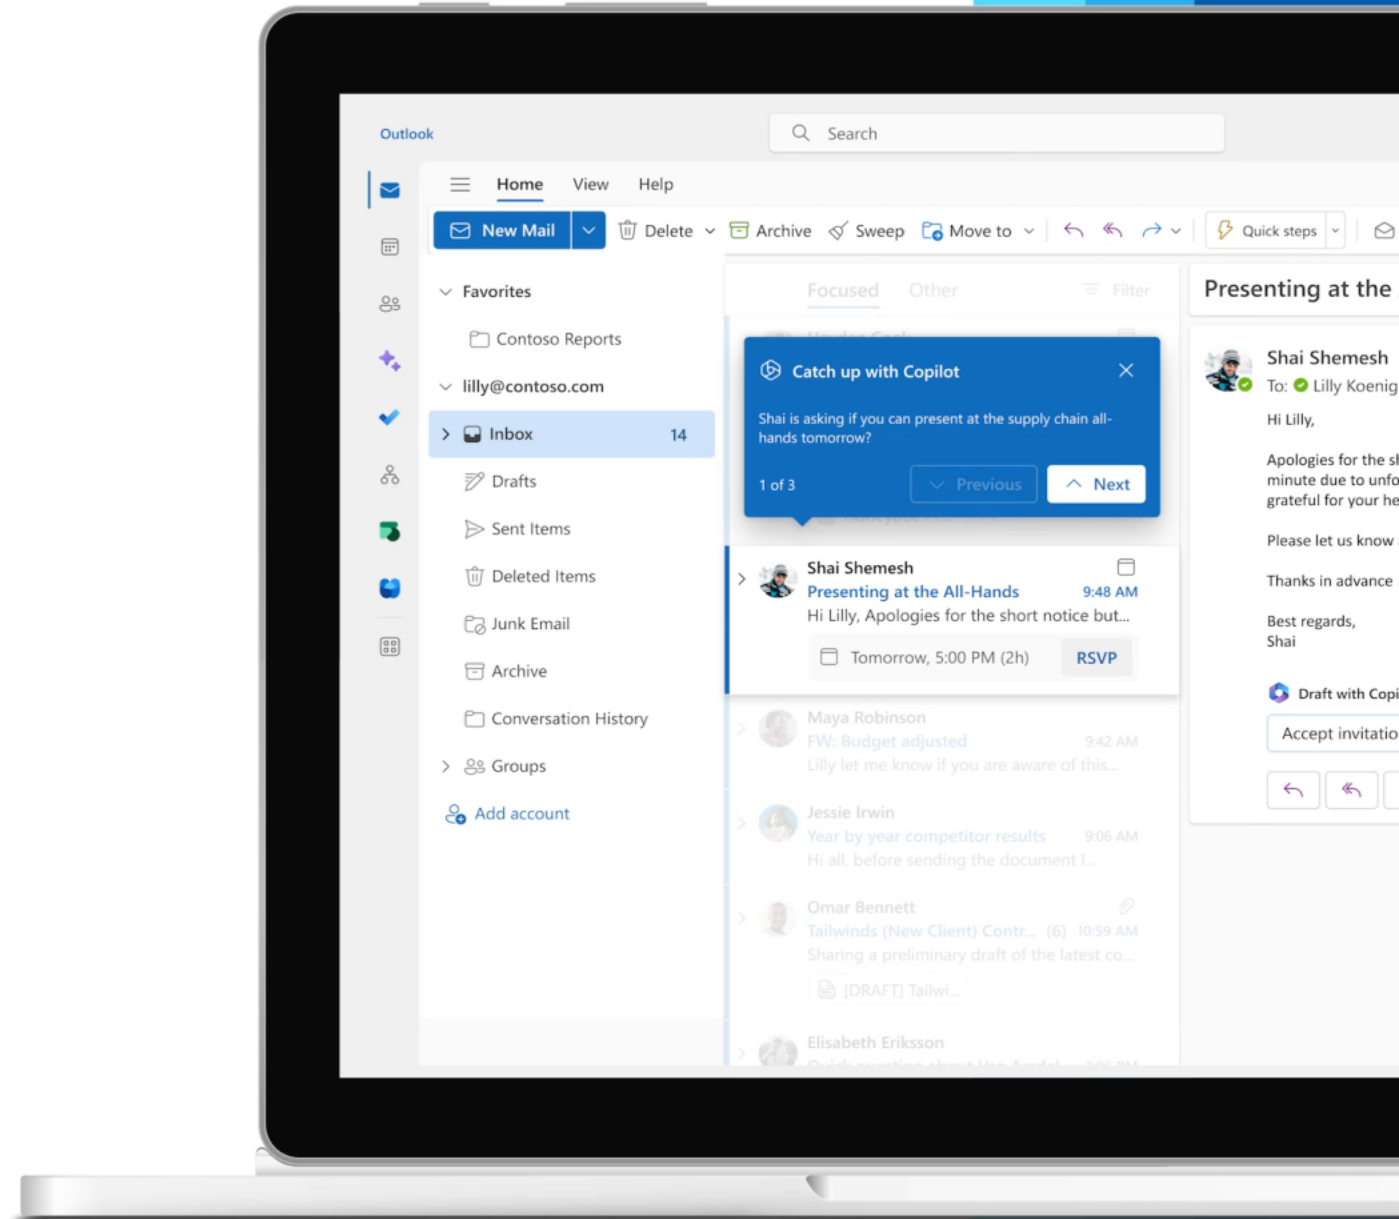 Outlook
Search
Home View Help
New Mail Delete Archive Sweep Move to Quick steps
Favorites
Contoso Reports
lilly@contoso.com
Inbox 14
Drafts
Sent Items
Deleted Items
Junk Email
Archive
Conversation History
Groups
Add account
Focused Other Filter
Hayden Cook
Catch up with Copilot
Shai is asking if you can present at the supply chain all-
hands tomorrow?
1 of 3 Previous Next
Shai Shemesh
Presenting at the All-Hands 9:48 AM
Hi Lilly, Apologies for the short notice but...
Tomorrow, 5:00 PM (2h) RSVP
Maya Robinson
FW: Budget adjusted 9:42 AM
Lilly let me know if you are aware of this...
Jessie Irwin
Year by year competitor results 9:06 AM
Hi all, before sending the document I...
Omar Bennett
Tailwinds (New Client) Contr... (6) 10:59 AM
Sharing a preliminary draft of the latest co...
[DRAFT] Tailwi...
Elisabeth Eriksson
Quick question about
Presenting at the
Shai Shemesh
To: Lilly Koenig
Hi Lilly,
Apologies for the
minute due to
grateful for your
Please let us know
Thanks in advance
Best regards,
Shai
Draft with
Accept